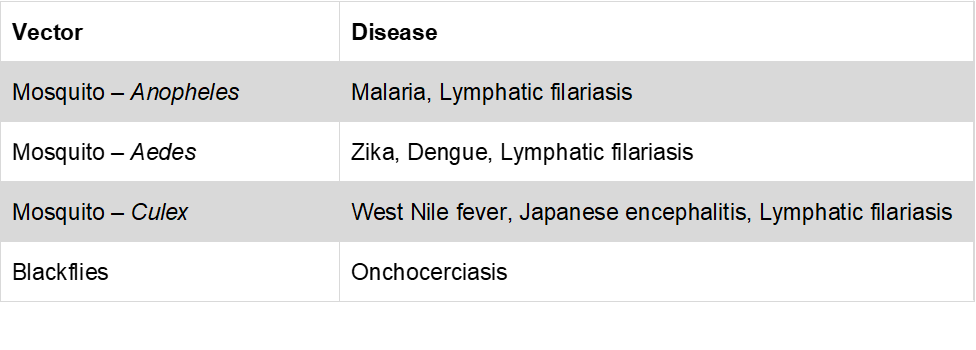 Vector Disease
Mosquito – Anopheles Malaria, Lymphatic filariasis
Mosquito – Aedes Zika, Dengue, Lymphatic filariasis
Mosquito – Culex West Nile fever, Japanese encephalitis, Lymphatic filariasis
Blackflies Onchocerciasis